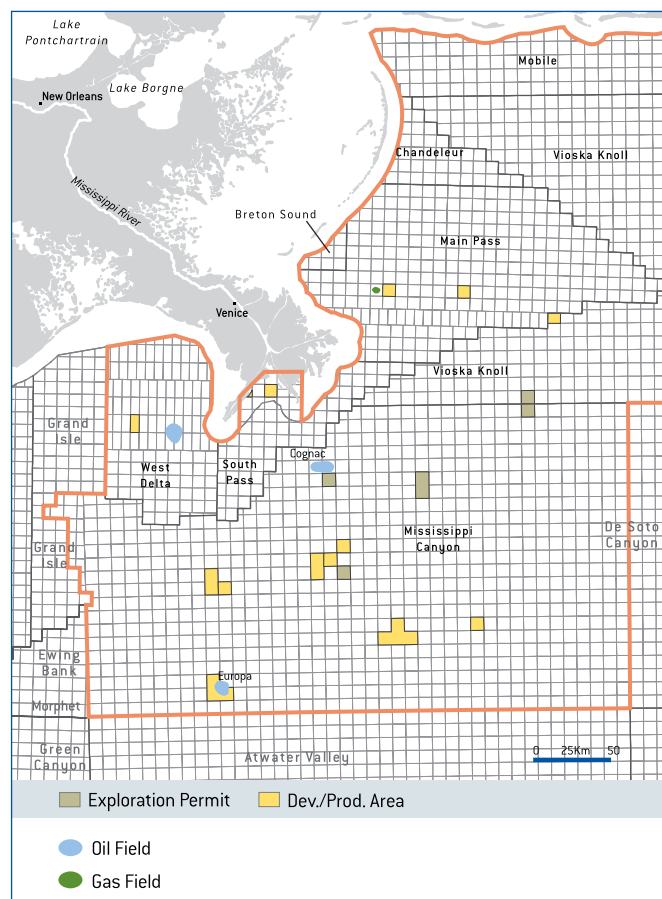 Lake
Pontchartrain
Mobile
Lake Borgne
New Orleans
Chandeleur
Vioska Knoll
Mississippi River
Breton Sound
Main Pass
Venice
Vioska Knoll
Grand
Isle
Cognac
West
Delta
South
Pass
Mississippi
Canyon
De Soto
Canyon
Grand
Isle
Ewing
Bank
Europa
Morphet
Green
Canyon
Atwater Valley
0 25Km 50
Exploration Permit
Dev./Prod. Area
Oil Field
Gas Field